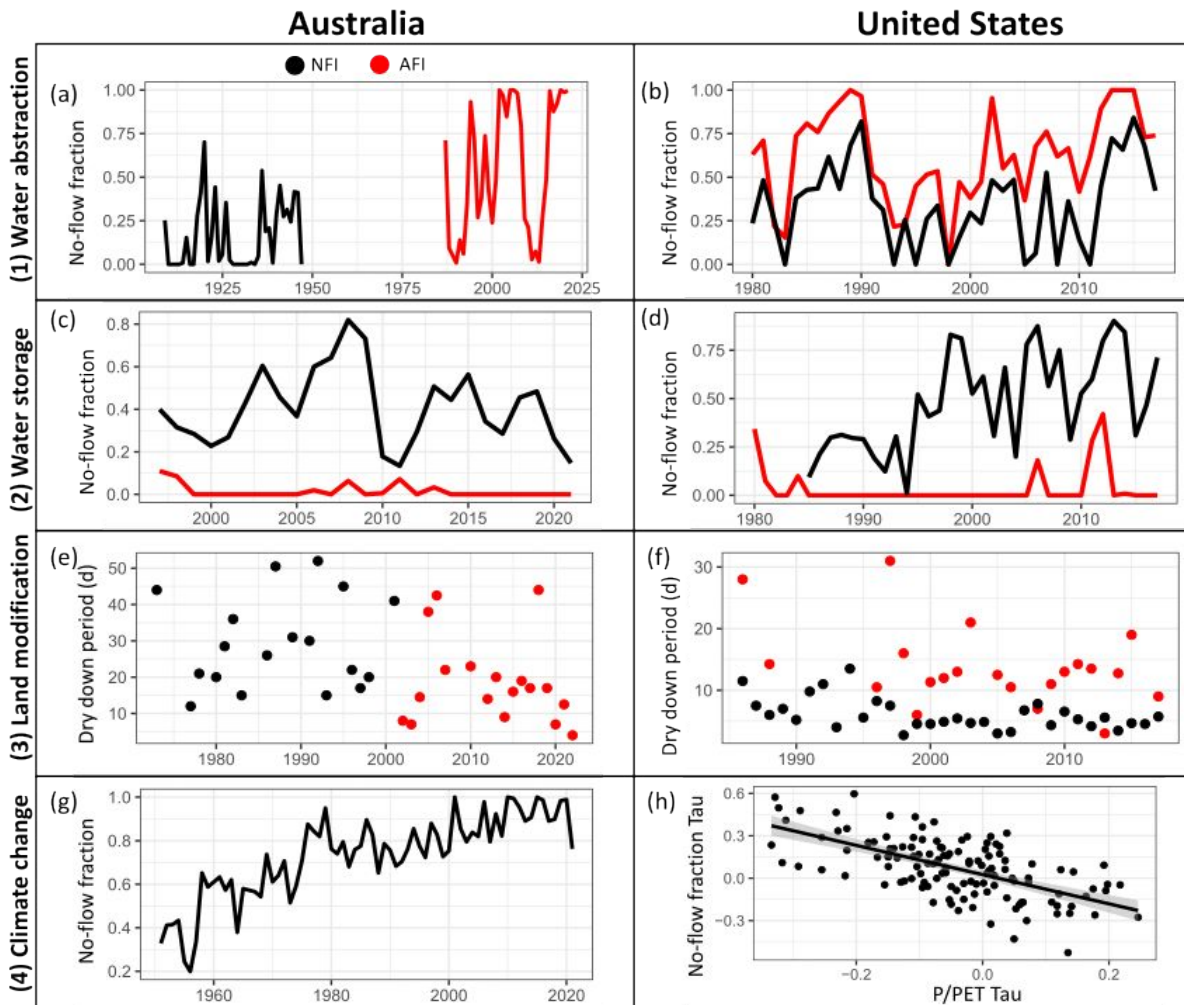 Australia
United States
(1) Water abstraction
NFI
AFI
(a)
No-flow fraction
1.00
0.75
0.50
0.25
0.00
1925
1950
1975
2000
2025
(b)
No-flow fraction
1.00
0.75
0.50
0.25
0.00
1980
1990
2000
2010
(2) Water storage
(c)
No-flow fraction
0.8
0.6
0.4
0.2
0.0
2000
2005
2010
2015
2020
(d)
No-flow fraction
0.75
0.50
0.25
0.00
1980
1990
2000
2010
(3) Land modification
(e)
Dry down period (d)
50
40
30
20
10
1980
1990
2000
2010
2020
(f)
Dry down period (d)
30
20
10
1990
2000
2010
(4) Climate change
(g)
No-flow fraction
1.0
0.8
0.6
0.4
0.2
1960
1980
2000
2020
(h)
No-flow fraction Tau
0.6
0.3
0.0
−0.3
−0.2
0.0
0.2
P/PET Tau